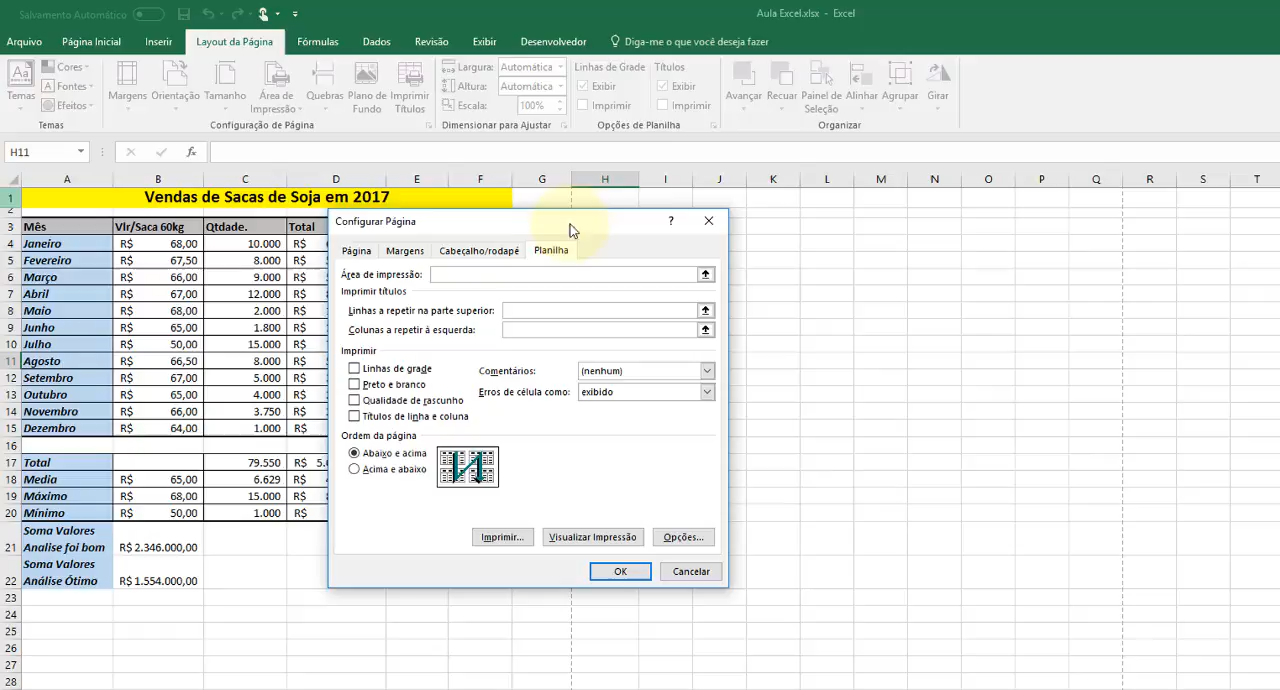 Salvamento Automático
Aula Excel.xlsx - Excel
Arquivo Página Inicial Inserir Layout da Página Fórmulas Dados Revisão Exibir Desenvolvedor Diga-me o que você deseja fazer
Aa Temas
Cores
Fontes
Efeitos
Temas
Margens Orientação Tamanho Área de Impressão Quebras Plano de Fundo Imprimir Títulos
Configuração de Página
Largura: Automática
Altura: Automática
Escala: 100%
Dimensionar para Ajustar
Linhas de Grade Títulos
Exibir Exibir
Imprimir Imprimir
Opções de Planilha
Avançar Recuar Painel de Seleção Alinhar Agrupar Girar
Organizar
H11 fx
A B C D E F G H I J K L M N O P Q R S T
1 Vendas de Sacas de Soja em 2017
2
3 Mês Vlr/Saca 60kg Qtdade. Total
4 Janeiro R$ 68,00 10.000 R$
5 Fevereiro R$ 67,50 8.000 R$
6 Março R$ 66,00 9.000 R$
7 Abril R$ 67,00 12.000 R$
8 Maio R$ 68,00 2.000 R$
9 Junho R$ 65,00 1.800 R$
10 Julho R$ 50,00 15.000 R$
11 Agosto R$ 66,50 8.000 R$
12 Setembro R$ 67,00 5.000 R$
13 Outubro R$ 65,00 4.000 R$
14 Novembro R$ 66,00 3.750 R$
15 Dezembro R$ 64,00 1.000 R$
16
17 Total 79.550 R$ 5.
18 Media R$ 65,00 6.629 R$
19 Máximo R$ 68,00 15.000 R$
20 Mínimo R$ 50,00 1.000 R$
Soma Valores
21 Analise foi bom R$ 2.346.000,00
Soma Valores
22 Análise Ótimo R$ 1.554.000,00
23
24
25
26
27
28
Configurar Página ?
Página Margens Cabeçalho/rodapé Planilha
Área de impressão:
Imprimir títulos
Linhas a repetir na parte superior:
Colunas a repetir à esquerda:
Imprimir
Linhas de grade
Preto e branco
Qualidade de rascunho
Títulos de linha e coluna
Comentários: (nenhum)
Erros de célula como: exibido
Ordem da página
Abaixo e acima
Acima e abaixo
Imprimir... Visualizar Impressão Opções...
OK Cancelar